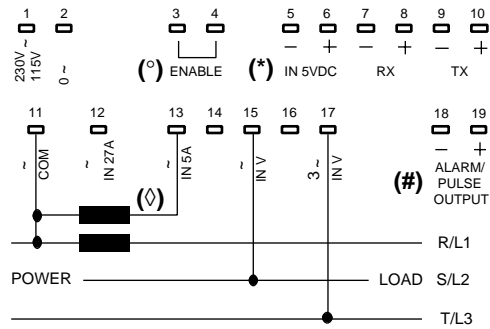 1 2 3 4 5 6 7 8 9 10
230V ~
115V
0 ~
(°) ENABLE
(*) IN 5VDC
− +
RX
− +
TX
− +
11 12 13 14 15 16 17 18 19
~ COM
~ IN 27A
~ IN 5A
~ IN V
3 ~ IN V
− +
(◊)
(#) ALARM/
PULSE
OUTPUT
R/L1
POWER LOAD S/L2
T/L3